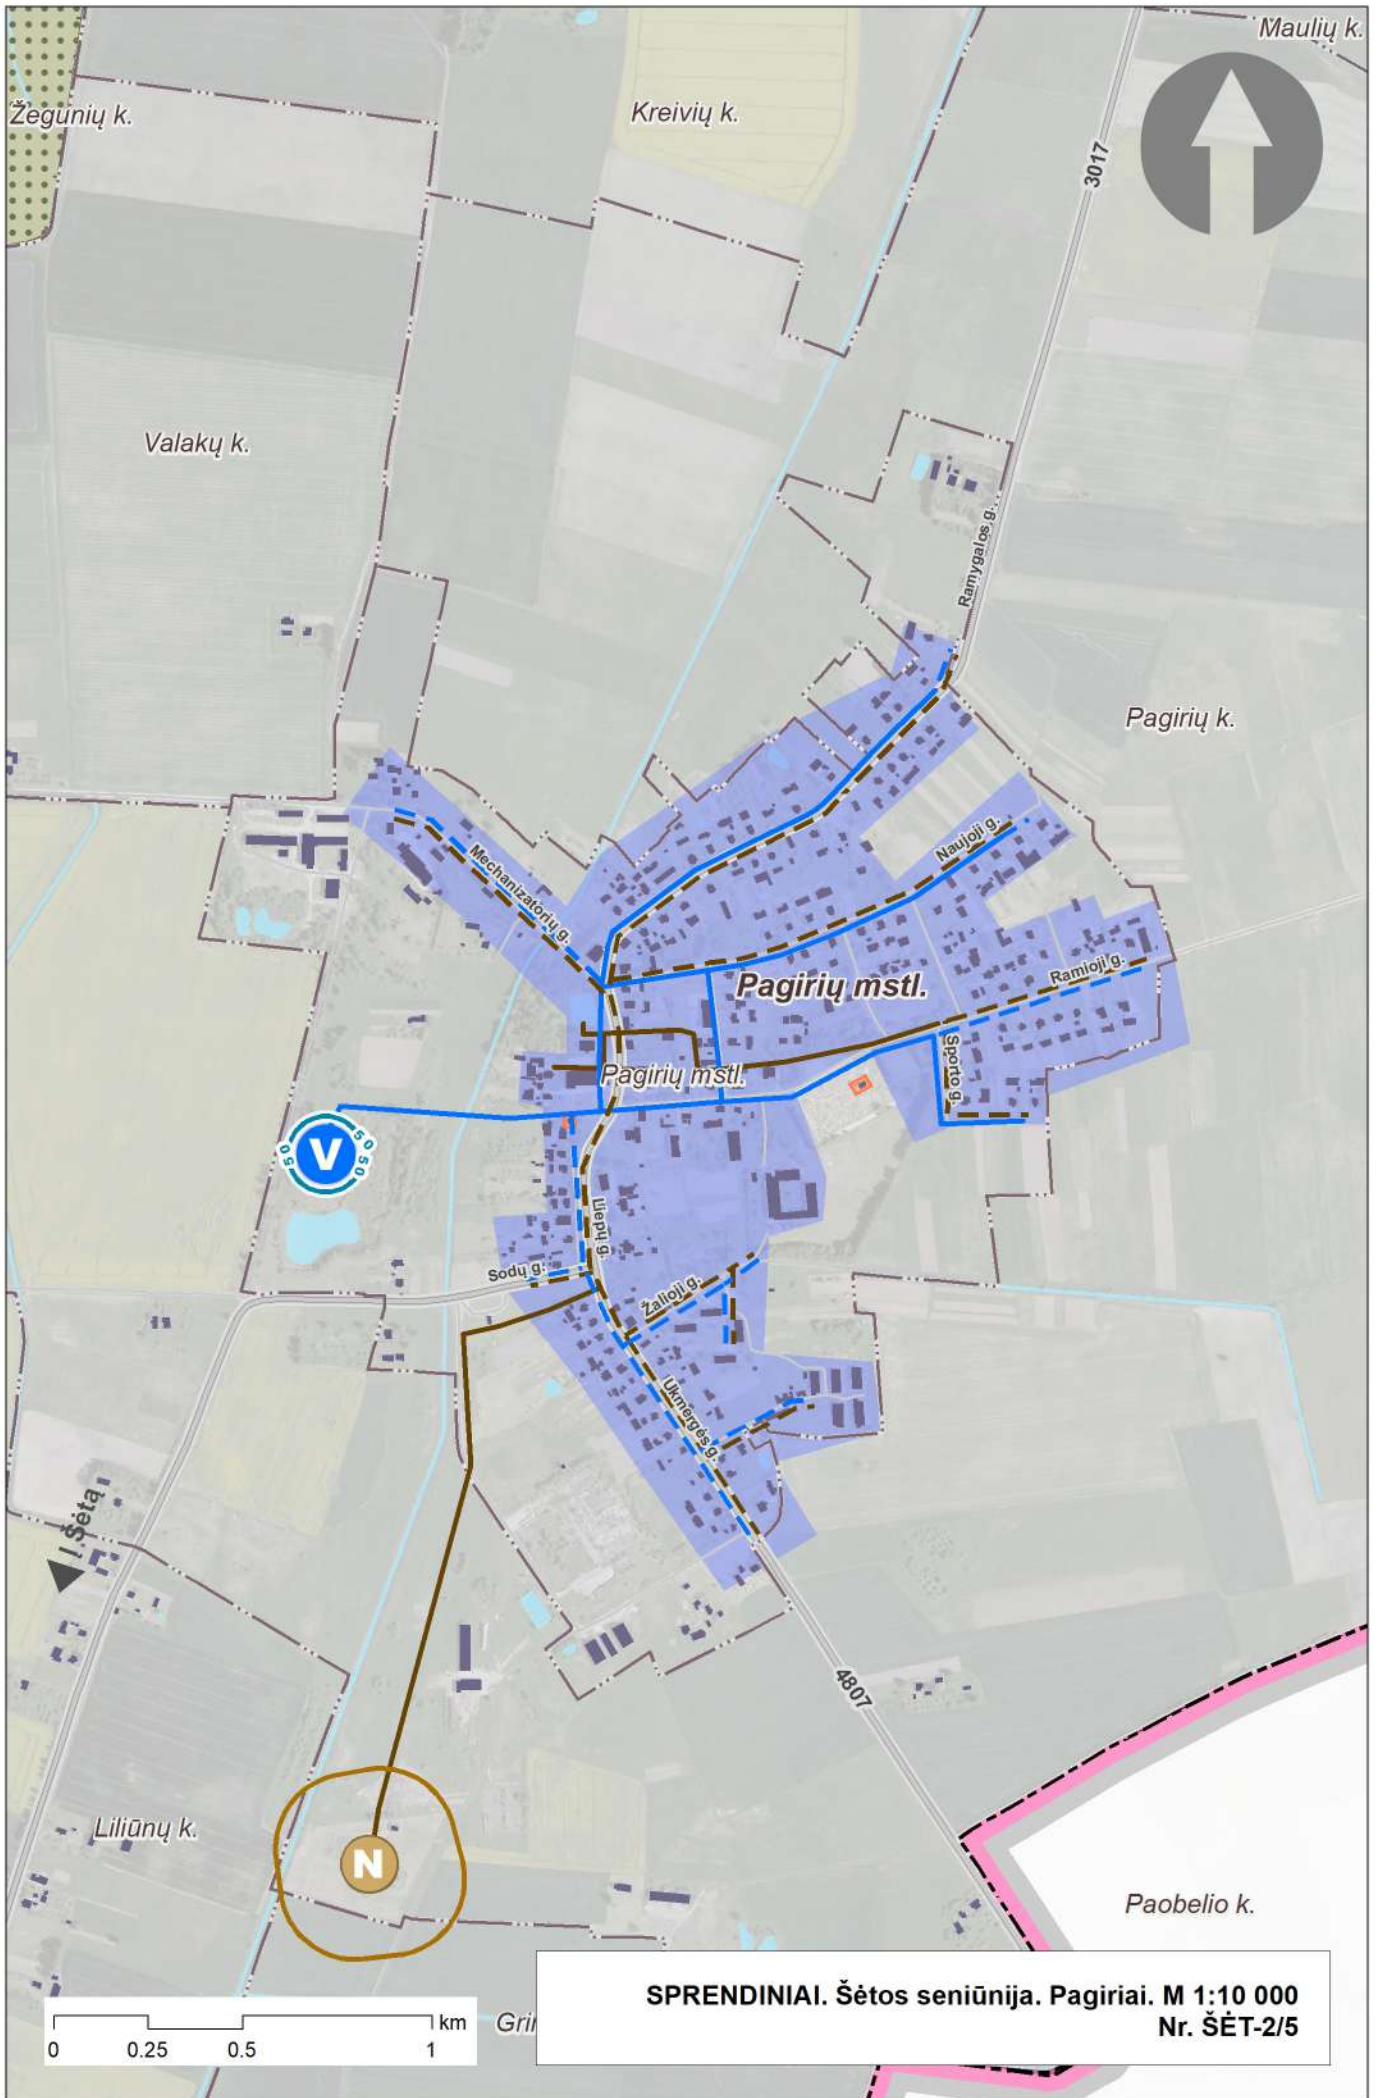 Maulių k.
Žegunių k.
Kreivių k.
3017
Valakų k.
Ramygalos g.
Pagirių k.
Naujoji g.
Mechanizatorių g.
Ramioji g.
Pagirių mstl.
Sporto g.
Pagirių mstl.
50
50
50
V
Liepų g.
Sodų g.
Žalioji g.
Ukmergės g.
Į Šėtą
4807
Liliūnų k.
N
Paobelio k.
SPRENDINIAI. Šėtos seniūnija. Pagiriai. M 1:10 000
Nr. ŠĖT-2/5
km
0 0.25 0.5 1